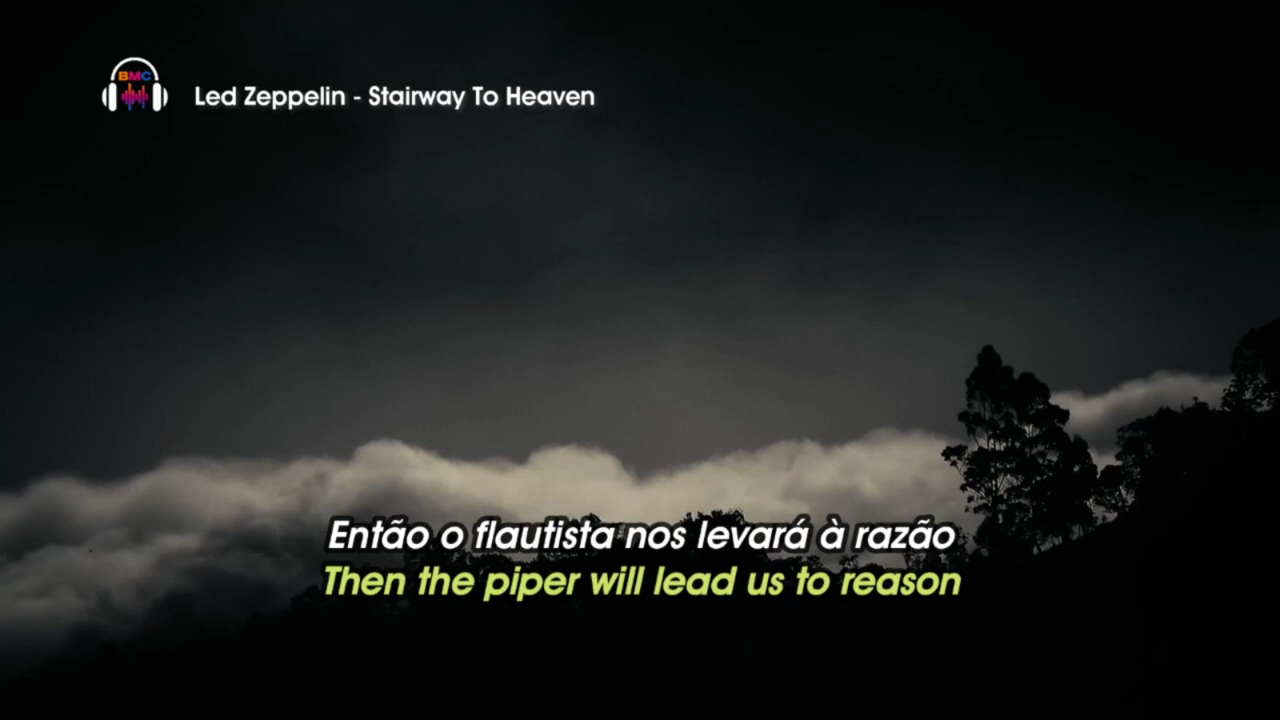 BMC
Led Zeppelin - Stairway To Heaven
Então o flautista nos levará à razão
Then the piper will lead us to reason